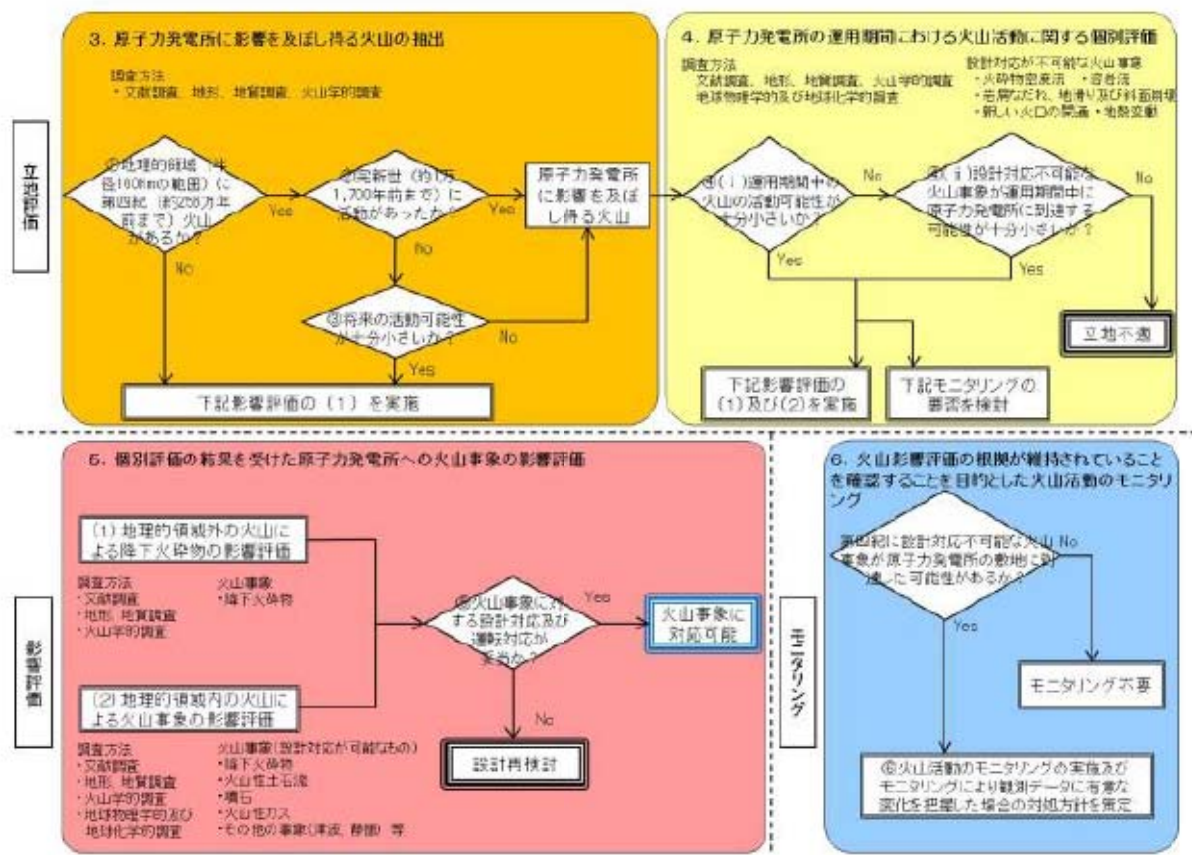 3. 原子力発電所に影響を及ぼし得る火山の抽出
調査方法
・文献調査、地形、地質調査、火山学的調査
立地評価
①地理的領域（半
径160kmの範囲）に
第四紀（約258万年
前まで）火山
があるか？
Yes
No
②完新世（約1万
1,700年前まで）に
活動があったか？
Yes
No
原子力発電所
に影響を及ぼ
し得る火山
③将来の活動可能性
が十分小さいか？
No
Yes
下記影響評価の（1）を実施
4. 原子力発電所の運用期間における火山活動に関する個別評価
調査方法
文献調査、地形、地質調査、火山学的調査
地球物理学的及び地球化学的調査
設計対応が不可能な火山事象
・火砕物密度流 ・溶岩流
・岩屑なだれ、地滑り及び斜面崩壊
・新しい火口の開通 ・地殻変動
④(ⅰ)運用期間中の
火山の活動可能性が
十分小さいか？
No
Yes
④(ⅱ)設計対応不可能な
火山事象が運用期間中に
原子力発電所に到達する
可能性が十分小さいか？
No
Yes
立地不適
下記影響評価の
(1)及び(2)を実施
下記モニタリングの
要否を検討
5. 個別評価の結果を受けた原子力発電所への火山事象の影響評価
影響評価
(1)地理的領域外の火山に
よる降下火砕物の影響評価
調査方法
・文献調査
・地形、地質調査
・火山学的調査
火山事象
・降下火砕物
(2)地理的領域内の火山に
よる火山事象の影響評価
調査方法
・文献調査
・地形、地質調査
・火山学的調査
・地球物理学的及び
地球化学的調査
火山事象(設計対応が可能なもの)
・降下火砕物
・火山性土石流
・噴石
・火山性ガス
・その他の事象(津波、静振) 等
⑤火山事象に対
する設計対応及び
運転対応が
妥当か？
Yes
No
火山事象に
対応可能
設計再検討
モニタリング
6. 火山影響評価の根拠が維持されていること
を確認することを目的とした火山活動のモニタリ
ング
第四紀に設計対応不可能な火山
事象が原子力発電所の敷地に到
達した可能性があるか？
No
Yes
モニタリング不要
⑥火山活動のモニタリングの実施及び
モニタリングにより観測データに有意な
変化を把握した場合の対処方針を策定